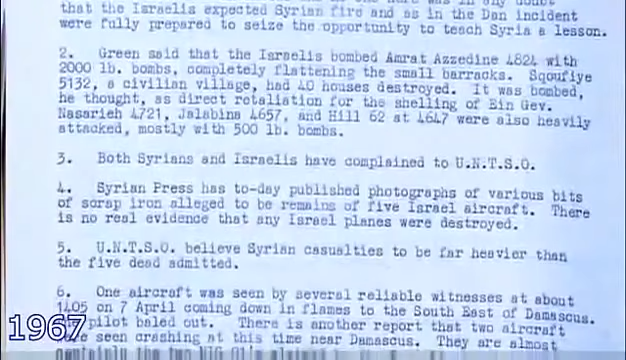 that the Israelis expected Syrian fire and as in the Dan incident
were fully prepared to seize the opportunity to teach Syria a lesson.
2. Green said that the Israelis bombed Amrat Azzedine 4824 with
2000 lb. bombs, completely flattening the small barracks. Sqoufiye
5132, a civilian village, had 40 houses destroyed. It was bombed,
he thought, as direct retaliation for the shelling of Ein Gev.
Nasarieh 4721, Jalabina 4657, and Hill 62 at 4647 were also heavily
attacked, mostly with 500 lb. bombs.
3. Both Syrians and Israelis have complained to U.N.T.S.O.
4. Syrian Press has to-day published photographs of various bits
of scrap iron alleged to be remains of five Israel aircraft. There
is no real evidence that any Israel planes were destroyed.
5. U.N.T.S.O. believe Syrian casualties to be far heavier than
the five dead admitted.
6. One aircraft was seen by several reliable witnesses at about
1405 on 7 April coming down in flames to the South East of Damascus.
pilot baled out. There is another report that two aircraft
seen crashing at this time near Damascus. They are almost
1967